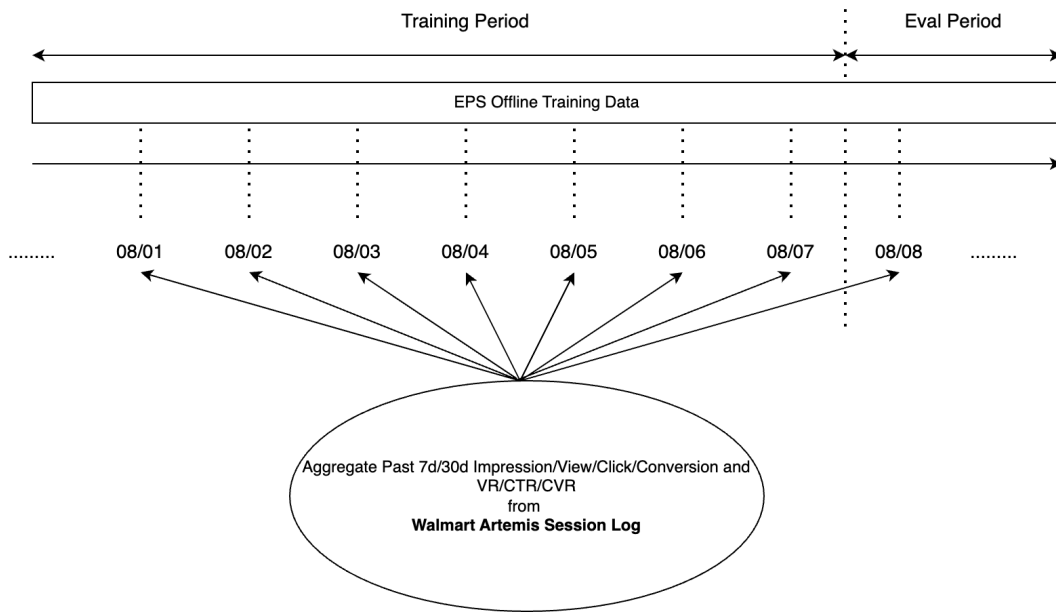 Training Period
Eval Period
EPS Offline Training Data
......... 08/01 08/02 08/03 08/04 08/05 08/06 08/07 08/08 .........
Aggregate Past 7d/30d Impression/View/Click/Conversion and
VR/CTR/CVR
from
Walmart Artemis Session Log